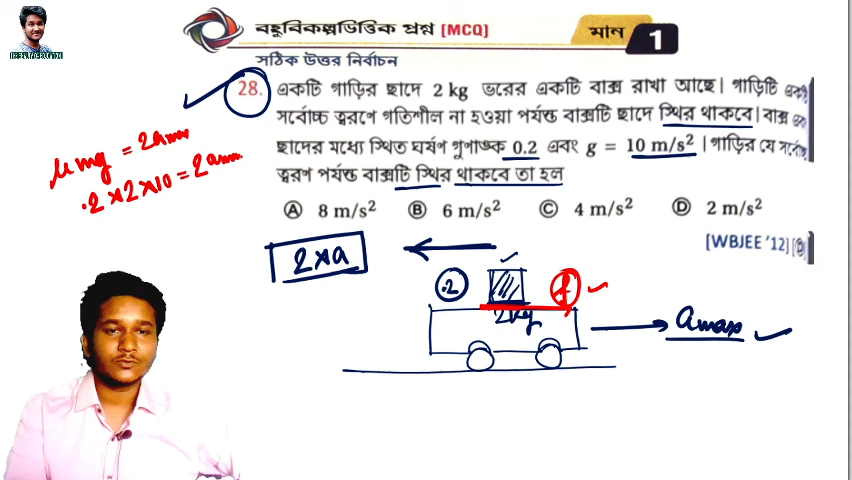 বহুবিকল্পভিত্তিক প্রশ্ন [MCQ]
মান 1
সঠিক উত্তর নির্বাচন
28. একটি গাড়ির ছাদে 2 kg ভরের একটি বাক্স রাখা আছে। গাড়িটি
সর্বোচ্চ ত্বরণে গতিশীল না হওয়া পর্যন্ত বাক্সটি ছাদে স্থির থাকবে। বাক্স
ছাদের মধ্যে স্থিত ঘর্ষণ গুণাঙ্ক 0.2 এবং g = 10 m/s². গাড়ির যে সর্বোচ্চ
ত্বরণ পর্যন্ত বাক্সটি স্থির থাকবে তা হল
Ⓐ 8 m/s² Ⓑ 6 m/s² Ⓒ 4 m/s² Ⓓ 2 m/s²
[WBJEE '12]
μmg = 2amax
.2×2×10 = 2amax
2×a
.2
f
2kg
amax